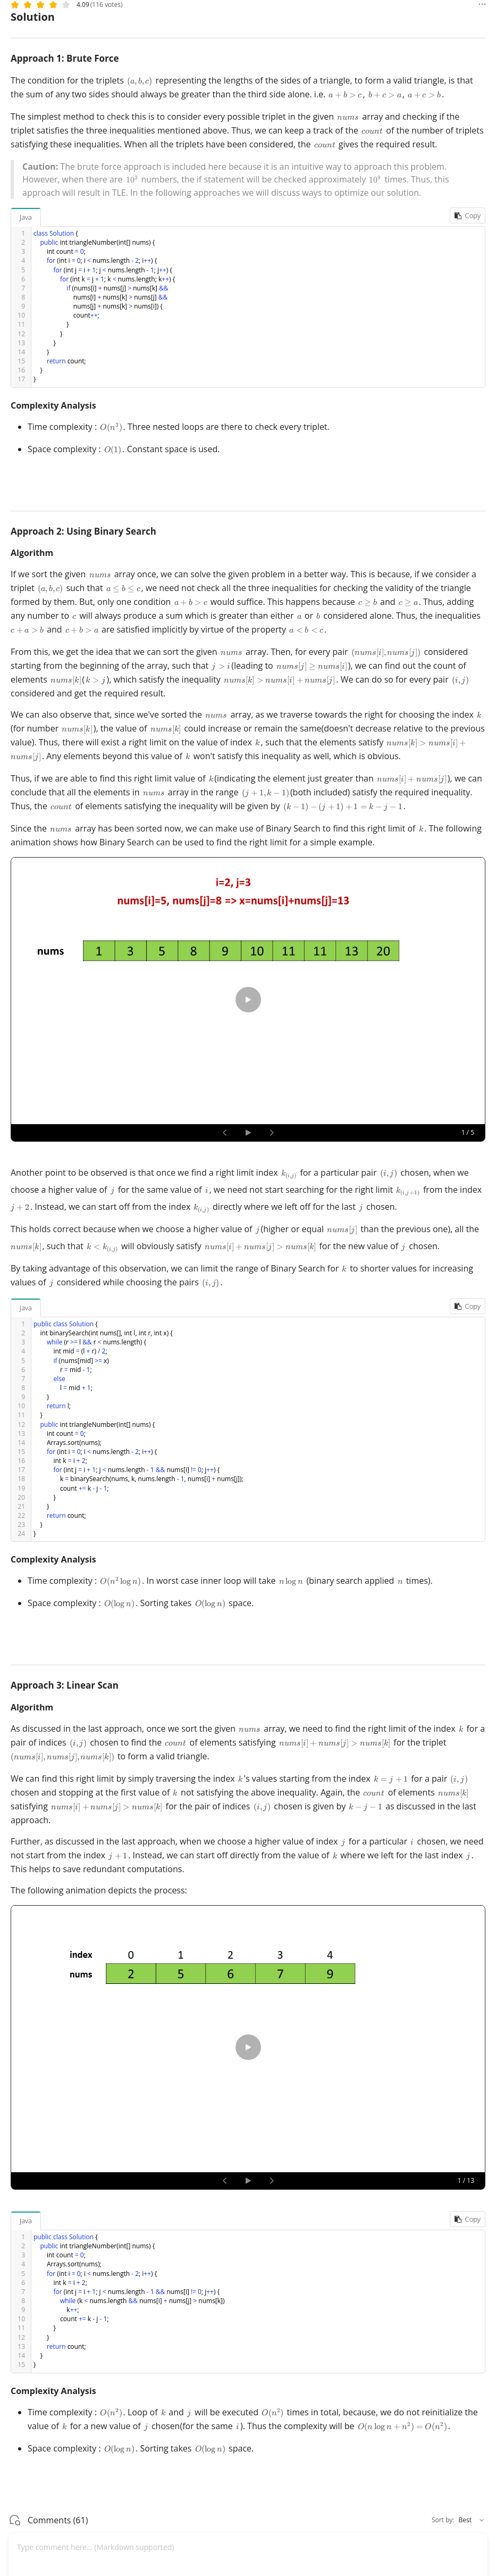 4.09 (116 votes)
Solution
Approach 1: Brute Force
The condition for the triplets (a, b, c) representing the lengths of the sides of a triangle, to form a valid triangle, is that
the sum of any two sides should always be greater than the third side alone. i.e. a + b > c, b + c > a, a + c > b.
The simplest method to check this is to consider every possible triplet in the given nums array and checking if the
triplet satisfies the three inequalities mentioned above. Thus, we can keep a track of the count of the number of triplets
satisfying these inequalities. When all the triplets have been considered, the count gives the required result.
Caution: The brute force approach is included here because it is an intuitive way to approach this problem.
However, when there are 10³ numbers, the if statement will be checked approximately 10⁹ times. Thus, this
approach will result in TLE. In the following approaches we will discuss ways to optimize our solution.
Java
Copy
1 class Solution {
2 public int triangleNumber(int[] nums) {
3 int count = 0;
4 for (int i = 0; i < nums.length - 2; i++) {
5 for (int j = i + 1; j < nums.length - 1; j++) {
6 for (int k = j + 1; k < nums.length; k++) {
7 if (nums[i] + nums[j] > nums[k] &&
8 nums[i] + nums[k] > nums[j] &&
9 nums[j] + nums[k] > nums[i]) {
10 count++;
11 }
12 }
13 }
14 }
15 return count;
16 }
17 }
Complexity Analysis
• Time complexity : O(n³). Three nested loops are there to check every triplet.
• Space complexity : O(1). Constant space is used.
Approach 2: Using Binary Search
Algorithm
If we sort the given nums array once, we can solve the given problem in a better way. This is because, if we consider a
triplet (a, b, c) such that a ≤ b ≤ c, we need not check all the three inequalities for checking the validity of the triangle
formed by them. But, only one condition a + b > c would suffice. This happens because c ≥ b and c ≥ a. Thus, adding
any number to c will always produce a sum which is greater than either a or b considered alone. Thus, the inequalities
c + a > b and c + b > a are satisfied implicitly by virtue of the property a < b < c.
From this, we get the idea that we can sort the given nums array. Then, for every pair (nums[i], nums[j]) considered
starting from the beginning of the array, such that j > i(leading to nums[j] ≥ nums[i]), we can find out the count of
elements nums[k](k > j), which satisfy the inequality nums[k] > nums[i] + nums[j]. We can do so for every pair (i, j)
considered and get the required result.
We can also observe that, since we've sorted the nums array, as we traverse towards the right for choosing the index k
(for number nums[k]), the value of nums[k] could increase or remain the same(doesn't decrease relative to the previous
value). Thus, there will exist a right limit on the value of index k, such that the elements satisfy nums[k] > nums[i] +
nums[j]. Any elements beyond this value of k won't satisfy this inequality as well, which is obvious.
Thus, if we are able to find this right limit value of k(indicating the element just greater than nums[i] + nums[j]), we can
conclude that all the elements in nums array in the range (j + 1, k − 1)(both included) satisfy the required inequality.
Thus, the count of elements satisfying the inequality will be given by (k − 1) − (j + 1) + 1 = k − j − 1.
Since the nums array has been sorted now, we can make use of Binary Search to find this right limit of k. The following
animation shows how Binary Search can be used to find the right limit for a simple example.
i=2, j=3
nums[i]=5, nums[j]=8 => x=nums[i]+nums[j]=13
nums 1 3 5 8 9 10 11 11 13 20
1 / 5
Another point to be observed is that once we find a right limit index k(i,j) for a particular pair (i, j) chosen, when we
choose a higher value of j for the same value of i, we need not start searching for the right limit k(i,j+1) from the index
j + 2. Instead, we can start off from the index k(i,j) directly where we left off for the last j chosen.
This holds correct because when we choose a higher value of j(higher or equal nums[j] than the previous one), all the
nums[k], such that k < k(i,j) will obviously satisfy nums[i] + nums[j] > nums[k] for the new value of j chosen.
By taking advantage of this observation, we can limit the range of Binary Search for k to shorter values for increasing
values of j considered while choosing the pairs (i, j).
Java
Copy
1 public class Solution {
2 int binarySearch(int nums[], int l, int r, int x) {
3 while (r >= l && r < nums.length) {
4 int mid = (l + r) / 2;
5 if (nums[mid] >= x)
6 r = mid - 1;
7 else
8 l = mid + 1;
9 }
10 return l;
11 }
12 public int triangleNumber(int[] nums) {
13 int count = 0;
14 Arrays.sort(nums);
15 for (int i = 0; i < nums.length - 2; i++) {
16 int k = i + 2;
17 for (int j = i + 1; j < nums.length - 1 && nums[i] != 0; j++) {
18 k = binarySearch(nums, k, nums.length - 1, nums[i] + nums[j]);
19 count += k - j - 1;
20 }
21 }
22 return count;
23 }
24 }
Complexity Analysis
• Time complexity : O(n² log n). In worst case inner loop will take n log n (binary search applied n times).
• Space complexity : O(log n). Sorting takes O(log n) space.
Approach 3: Linear Scan
Algorithm
As discussed in the last approach, once we sort the given nums array, we need to find the right limit of the index k for a
pair of indices (i, j) chosen to find the count of elements satisfying nums[i] + nums[j] > nums[k] for the triplet
(nums[i], nums[j], nums[k]) to form a valid triangle.
We can find this right limit by simply traversing the index k's values starting from the index k = j + 1 for a pair (i, j)
chosen and stopping at the first value of k not satisfying the above inequality. Again, the count of elements nums[k]
satisfying nums[i] + nums[j] > nums[k] for the pair of indices (i, j) chosen is given by k − j − 1 as discussed in the last
approach.
Further, as discussed in the last approach, when we choose a higher value of index j for a particular i chosen, we need
not start from the index j + 1. Instead, we can start off directly from the value of k where we left for the last index j.
This helps to save redundant computations.
The following animation depicts the process:
index 0 1 2 3 4
nums 2 5 6 7 9
1 / 13
Java
Copy
1 public class Solution {
2 public int triangleNumber(int[] nums) {
3 int count = 0;
4 Arrays.sort(nums);
5 for (int i = 0; i < nums.length - 2; i++) {
6 int k = i + 2;
7 for (int j = i + 1; j < nums.length - 1 && nums[i] != 0; j++) {
8 while (k < nums.length && nums[i] + nums[j] > nums[k])
9 k++;
10 count += k - j - 1;
11 }
12 }
13 return count;
14 }
15 }
Complexity Analysis
• Time complexity : O(n²). Loop of k and j will be executed O(n²) times in total, because, we do not reinitialize the
value of k for a new value of j chosen(for the same i). Thus the complexity will be O(n log n + n²) = O(n²).
• Space complexity : O(log n). Sorting takes O(log n) space.
Comments (61)
Sort by: Best
Type comment here... (Markdown supported)